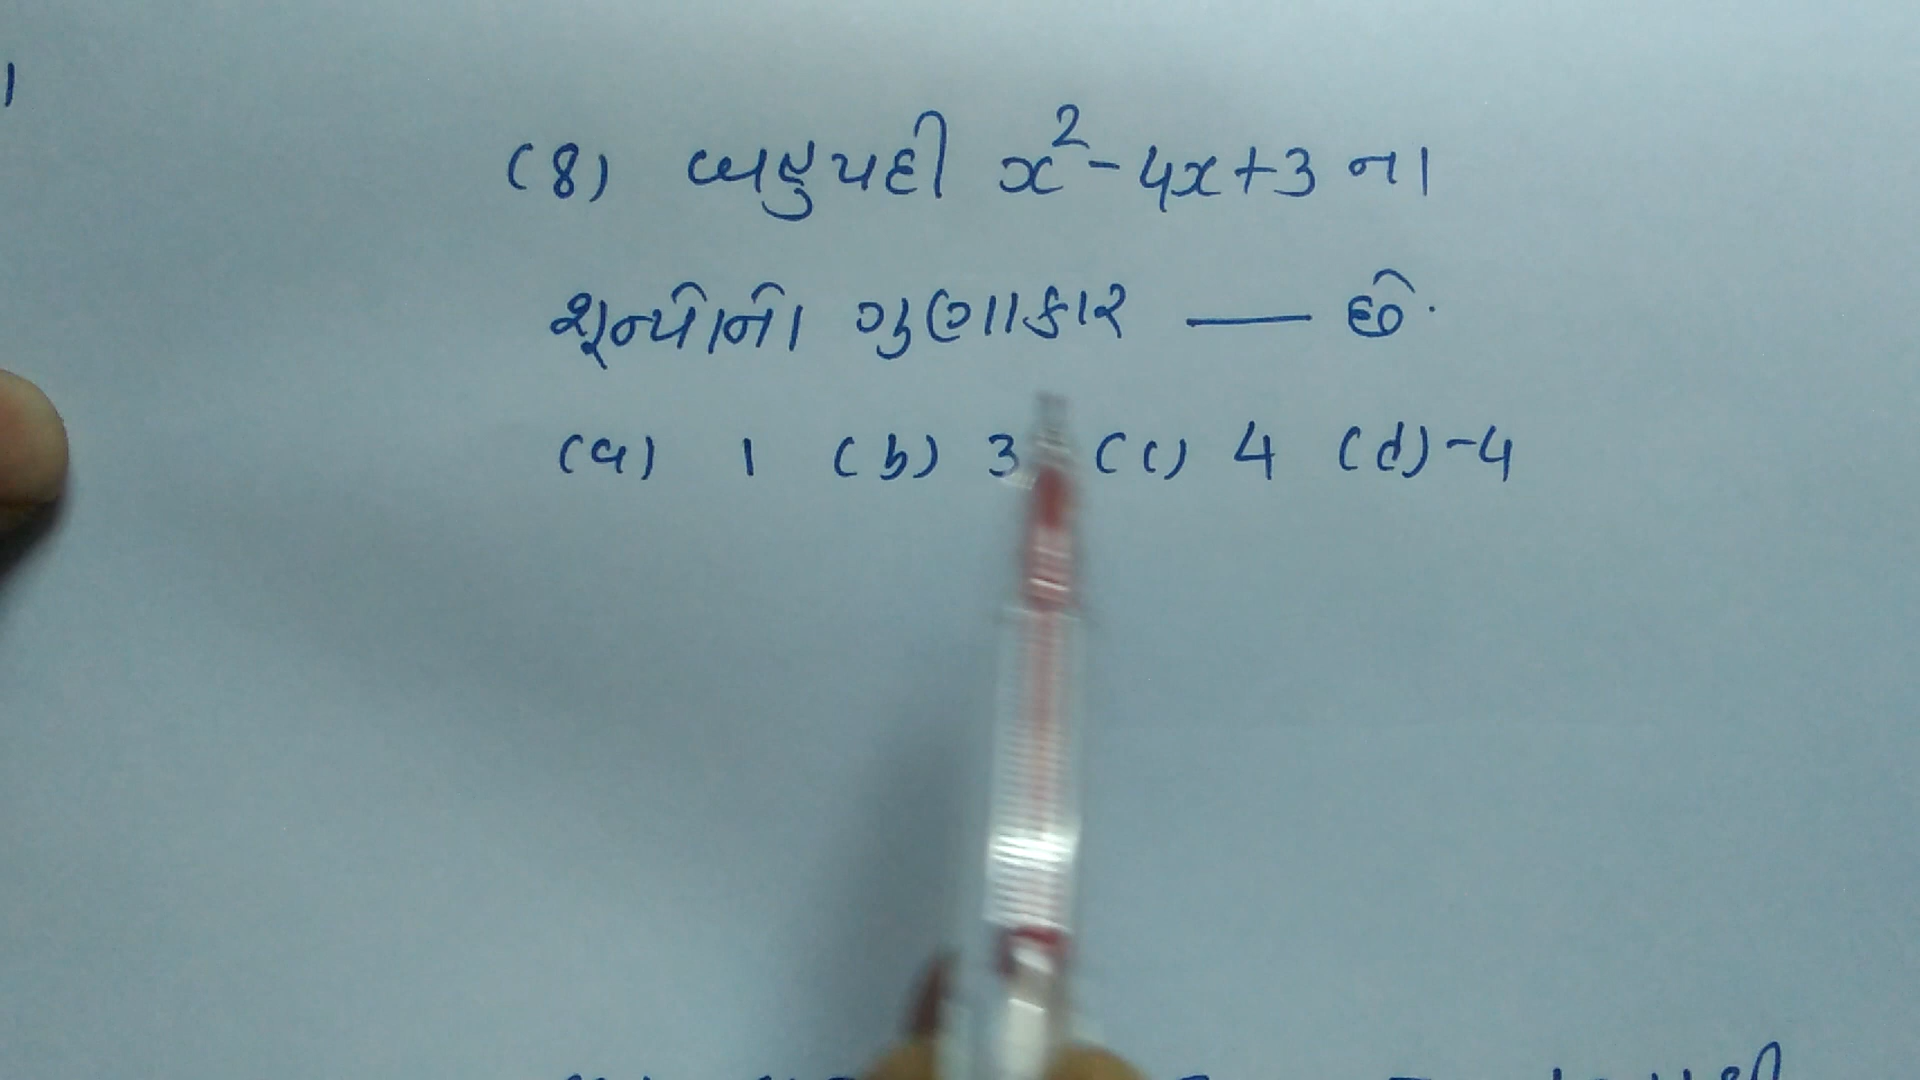 (8) બહુપદી x² - 4x + 3 ના
શૂન્યોનો ગુણાકાર — છે.
(a) 1 (b) 3 (c) 4 (d) -4